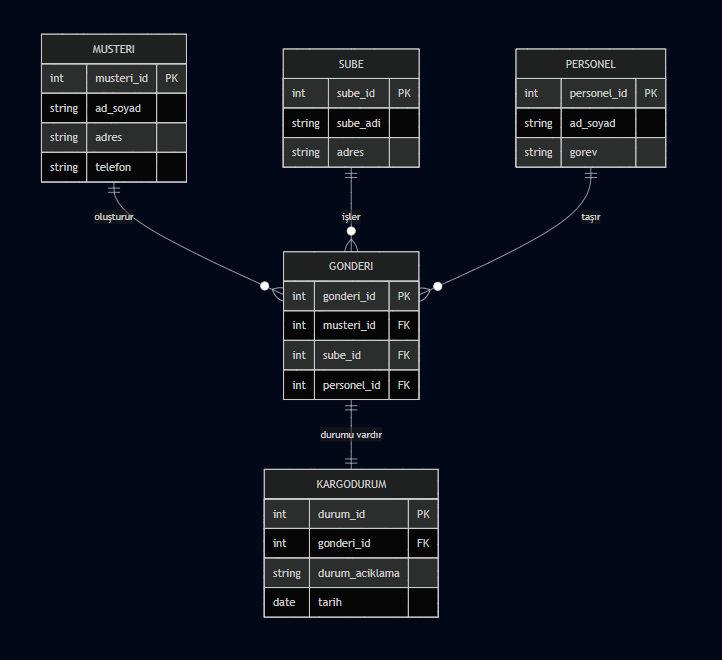 MUSTERI
int musteri_id PK
string ad_soyad
string adres
string telefon
SUBE
int sube_id PK
string sube_adi
string adres
PERSONEL
int personel_id PK
string ad_soyad
string gorev
oluşturur
işler
taşır
GONDERI
int gonderi_id PK
int musteri_id FK
int sube_id FK
int personel_id FK
durumu vardır
KARGODURUM
int durum_id PK
int gonderi_id FK
string durum_aciklama
date tarih